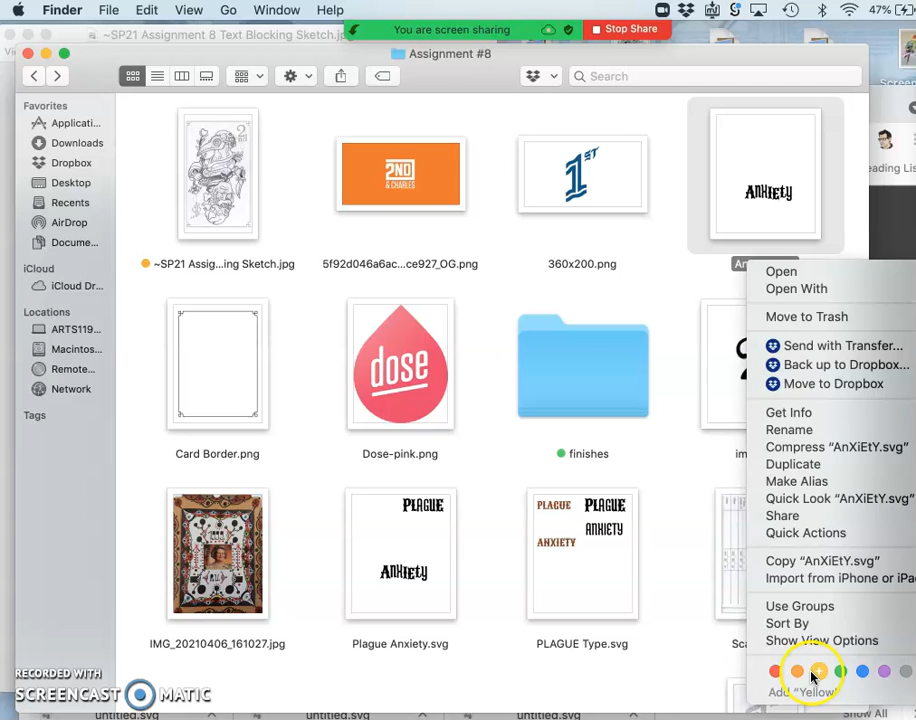 Finder File Edit View Go Window Help 47%
~SP21 Assignment 8 Text Blocking Sketch.jp
You are screen sharing Stop Share
Assignment #8
Search
Favorites
Applicati...
Downloads
Dropbox
Desktop
Recents
AirDrop
Docume...
iCloud
iCloud Dr...
Locations
ARTS119...
Macintos...
Remote...
Network
Tags
2ND
& CHARLES
1ST
AnXiEtY
~SP21 Assig...ing Sketch.jpg
5f92d046a6ac...ce927_OG.png
360x200.png
An
dose
Card Border.png
Dose-pink.png
finishes
im
PLAGUE
AnXiEtY
PLAGUE PLAGUE
ANXIETY
ANXIETY
IMG_20210406_161027.jpg
Plague Anxiety.svg
PLAGUE Type.svg
Sca
Open
Open With
Move to Trash
Send with Transfer...
Back up to Dropbox...
Move to Dropbox
Get Info
Rename
Compress “AnXiEtY.svg”
Duplicate
Make Alias
Quick Look “AnXiEtY.svg”
Share
Quick Actions
Copy “AnXiEtY.svg”
Import from iPhone or iPa
Use Groups
Sort By
Show View Options
Add “Yellow”
eading List
untitled.svg untitled.svg untitled.svg Show All
RECORDED WITH
SCREENCAST MATIC